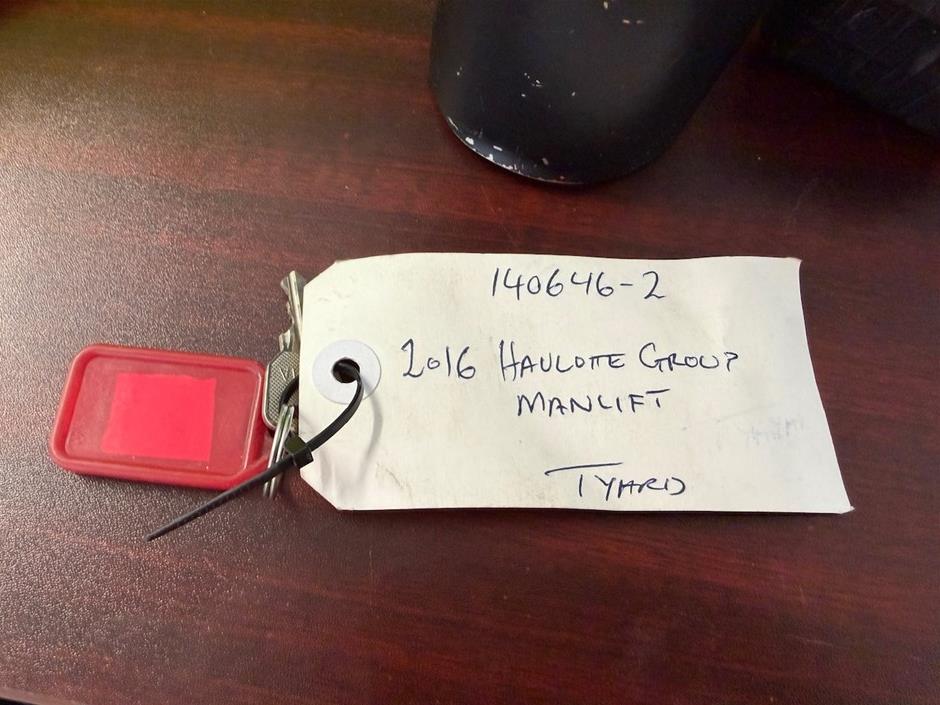 140646-2
2016 HAULOTTE GROUP
MANLIFT
TYARD